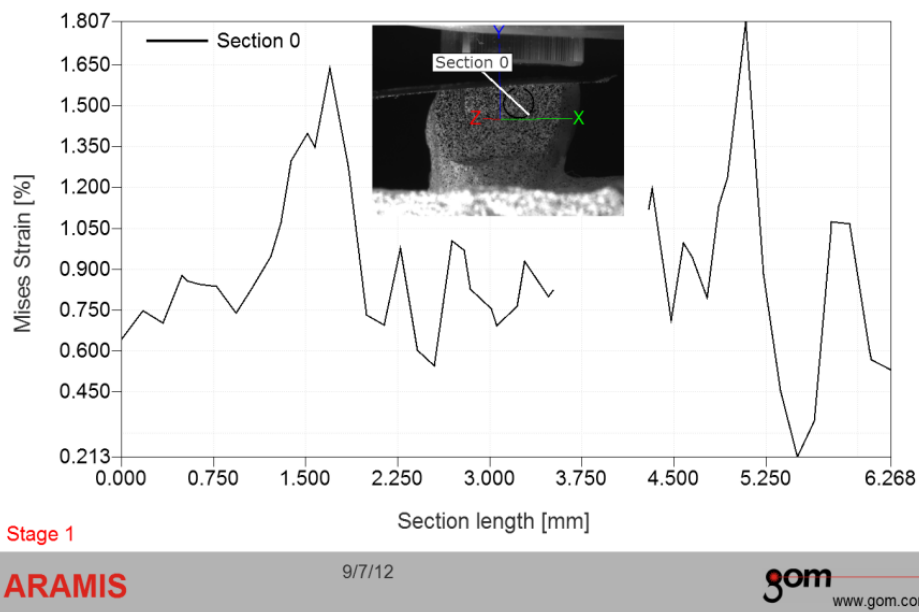 1.807
1.650
1.500
1.350
1.200
1.050
0.900
0.750
0.600
0.450
0.213
Mises Strain [%]
Section 0
Section 0
Y
Z
X
0.000 0.750 1.500 2.250 3.000 3.750 4.500 5.250 6.268
Section length [mm]
Stage 1
ARAMIS
9/7/12
gom
www.gom.co